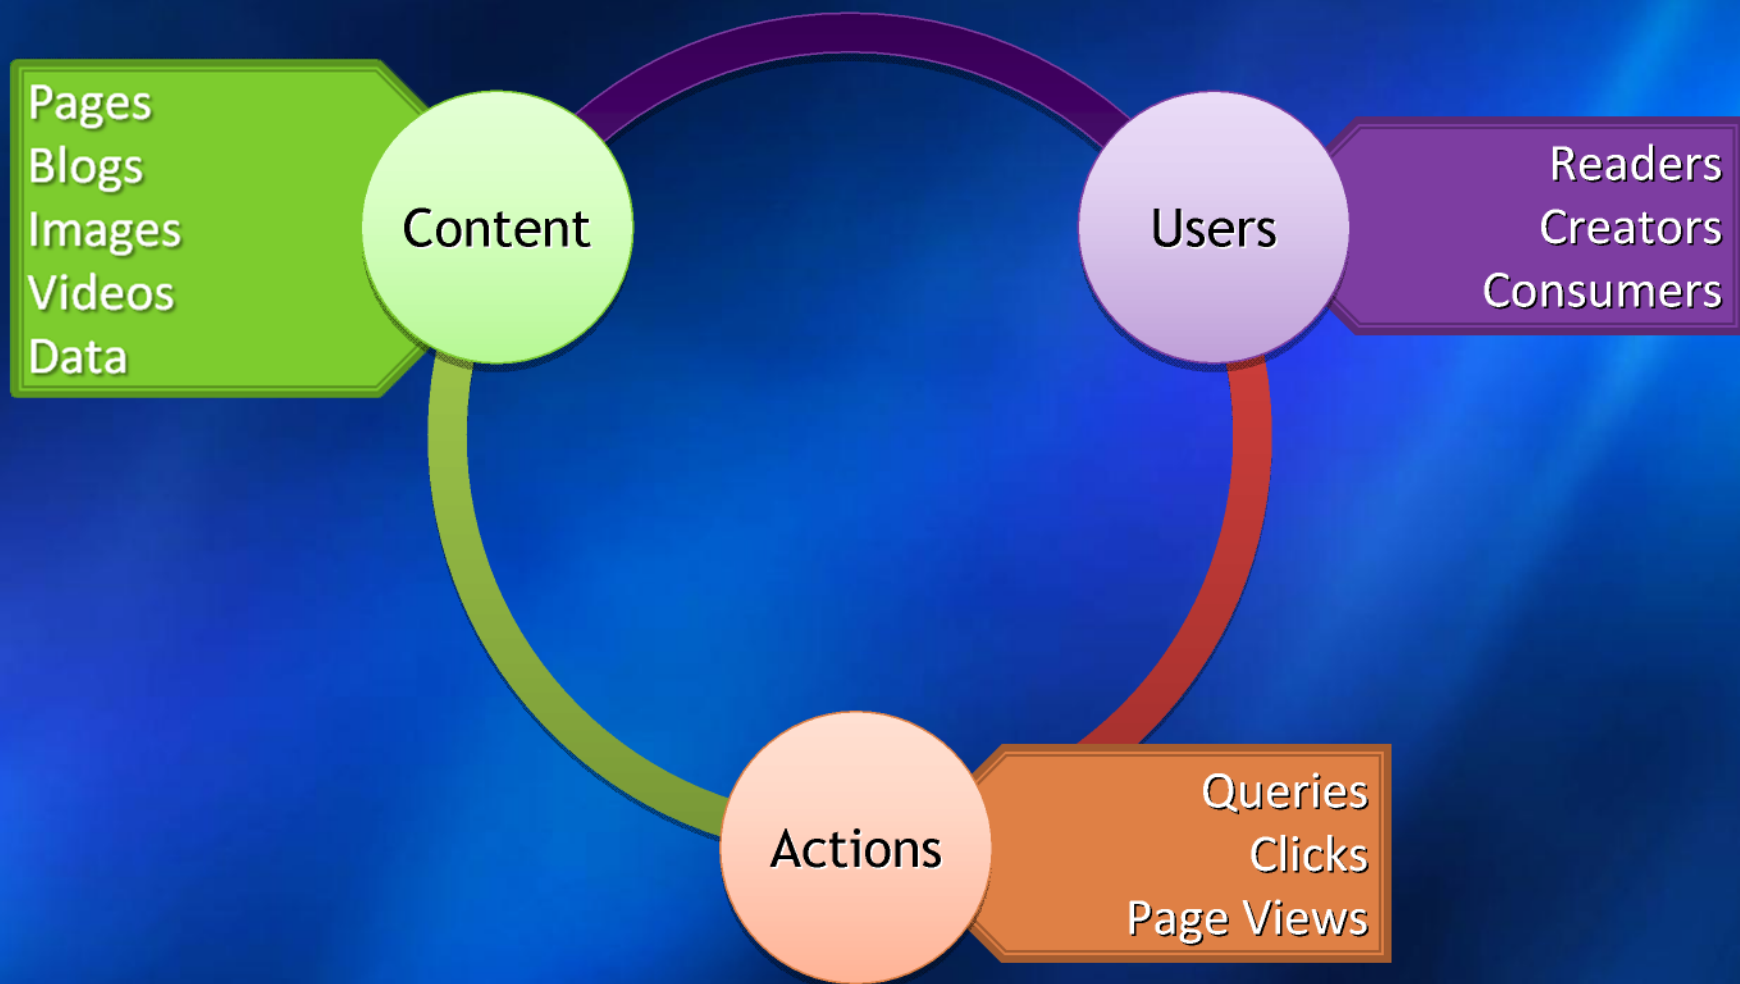 Pages
Blogs
Images
Videos
Data
Content
Users
Readers
Creators
Consumers
Actions
Queries
Clicks
Page Views